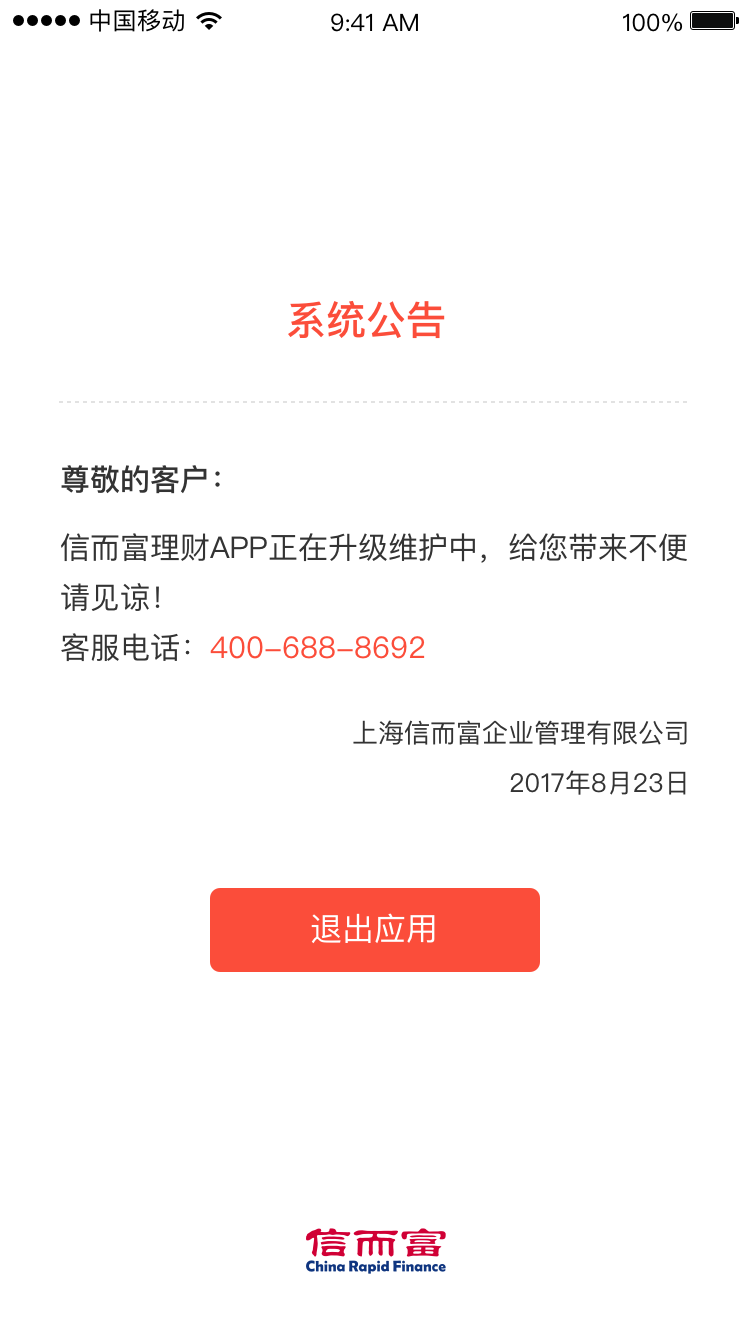 中国移动 9:41 AM 100%
系统公告
尊敬的客户：
信而富理财APP正在升级维护中，给您带来不便
请见谅！
客服电话：400-688-8692
上海信而富企业管理有限公司
2017年8月23日
退出应用
信而富
China Rapid Finance